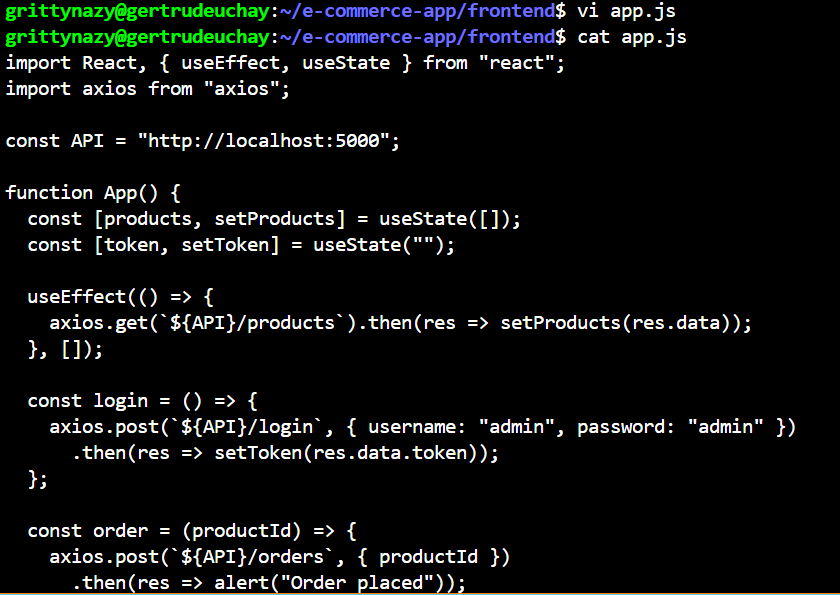 grittynazy@gertrudeuchay:~/e-commerce-app/frontend$ vi app.js
grittynazy@gertrudeuchay:~/e-commerce-app/frontend$ cat app.js
import React, { useEffect, useState } from "react";
import axios from "axios";

const API = "http://localhost:5000";

function App() {
  const [products, setProducts] = useState([]);
  const [token, setToken] = useState("");

  useEffect(() => {
    axios.get(`${API}/products`).then(res => setProducts(res.data));
  }, []);

  const login = () => {
    axios.post(`${API}/login`, { username: "admin", password: "admin" })
      .then(res => setToken(res.data.token));
  };

  const order = (productId) => {
    axios.post(`${API}/orders`, { productId })
      .then(res => alert("Order placed"));